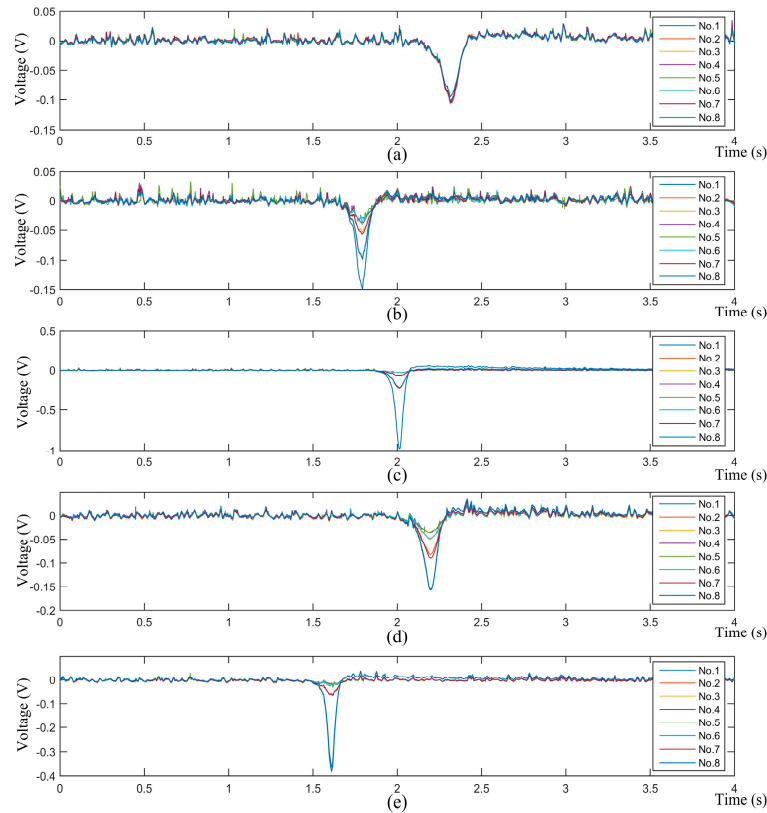 Voltage (V)
0.05
0
0.05
-0.1
-0.15
0
0.5
1
1.5
2
2.5
3
3.5
4
No.1
No.2
No.3
No.4
No.5
No.6
No.7
No.8
Time (s)
(a)
Voltage (V)
0.05
0
-0.05
-0.1
-0.15
0
0.5
1
1.5
2
2.5
3
3.5
4
No.1
No.2
No.3
No.4
No.5
No.6
No.7
No.8
Time (s)
(b)
Voltage (V)
0.5
0
-0.5
1
0
0.5
1
1.5
2
2.5
3
3.5
4
No.1
No.2
No.3
No.4
No.5
No.6
No.7
No.8
Time (s)
(c)
Voltage (V)
0.05
0
-0.05
-0.1
-0.15
-0.2
0
0.5
1
1.5
2
2.5
3
3.5
4
No.1
No.2
No.3
No.4
No.5
No.6
No.7
No.8
Time (s)
(d)
Voltage (V)
0
-0.1
-0.2
-0.3
-0.4
0
0.5
1
1.5
2
2.5
3
3.5
4
No.1
No.2
No.3
No.4
No.5
No.6
No.7
No.8
Time (s)
(e)